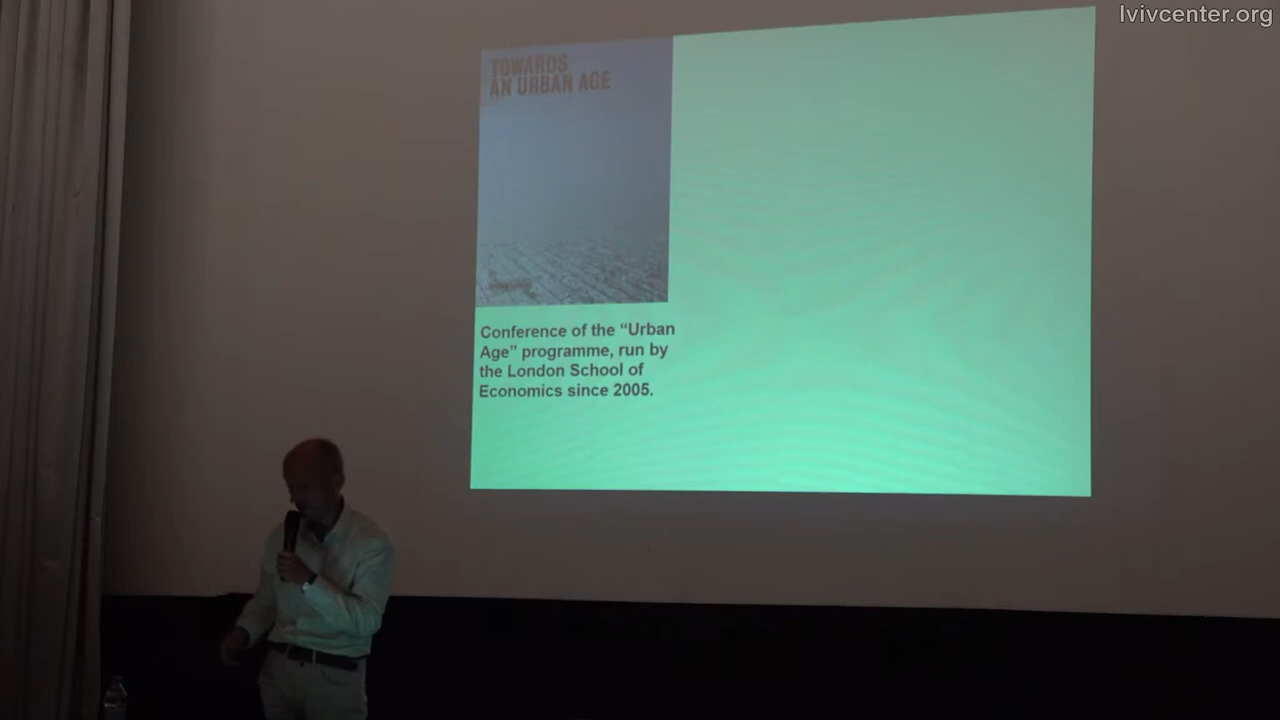 lvivcenter.org
TOWARDS
AN URBAN AGE
Conference of the “Urban
Age” programme, run by
the London School of
Economics since 2005.